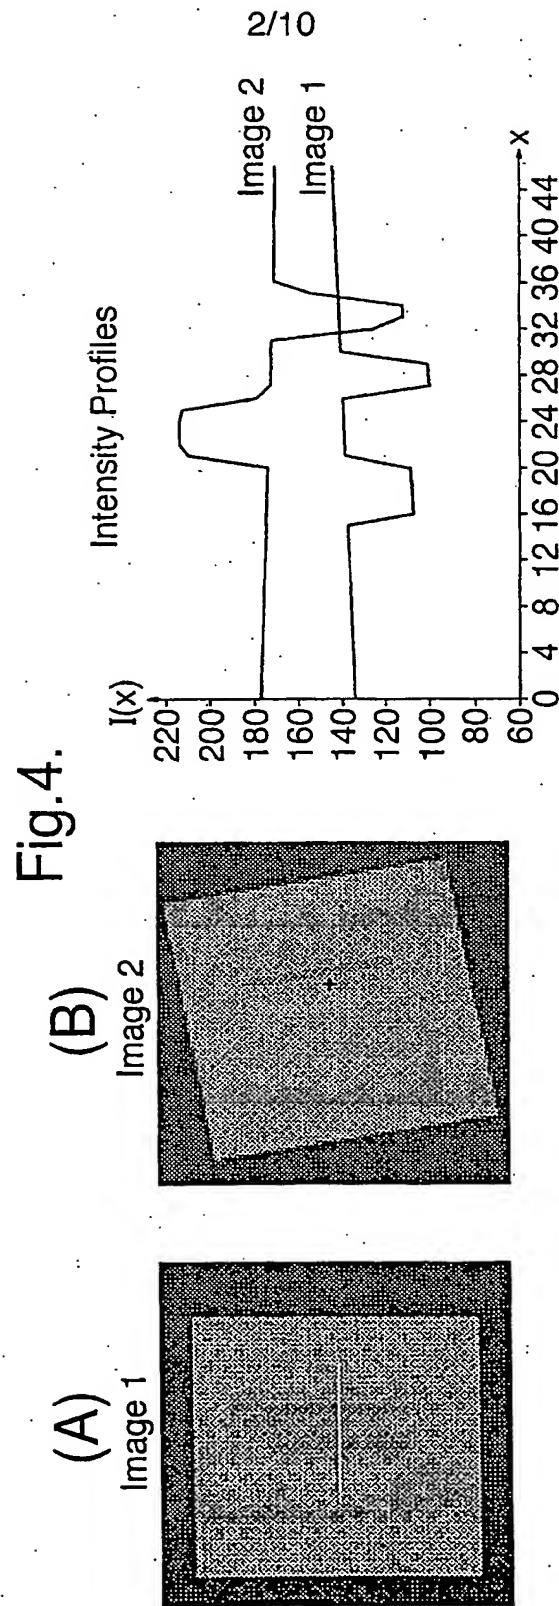 2/10
Fig.4.
(A)
Image 1
(B)
Image 2
Intensity Profiles
I(x)
220
200
180
160
140
120
100
80
60
0 4 8 12 16 20 24 28 32 36 40 44
x
Image 2
Image 1